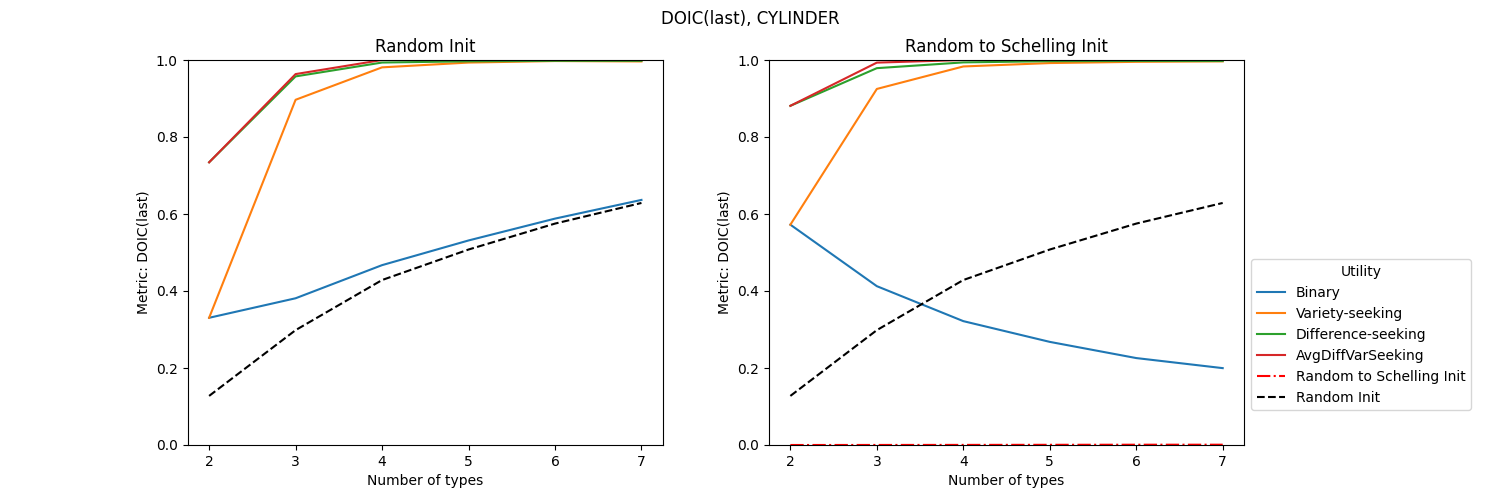 DOIC(last), CYLINDER
Random Init
1.0
0.8
0.6
0.4
0.2
0.0
Metric: DOIC(last)
2 3 4 5 6 7
Number of types
Random to Schelling Init
1.0
0.8
0.6
0.4
0.2
0.0
Metric: DOIC(last)
2 3 4 5 6 7
Number of types
Utility
Binary
Variety-seeking
Difference-seeking
AvgDiffVarSeeking
Random to Schelling Init
Random Init